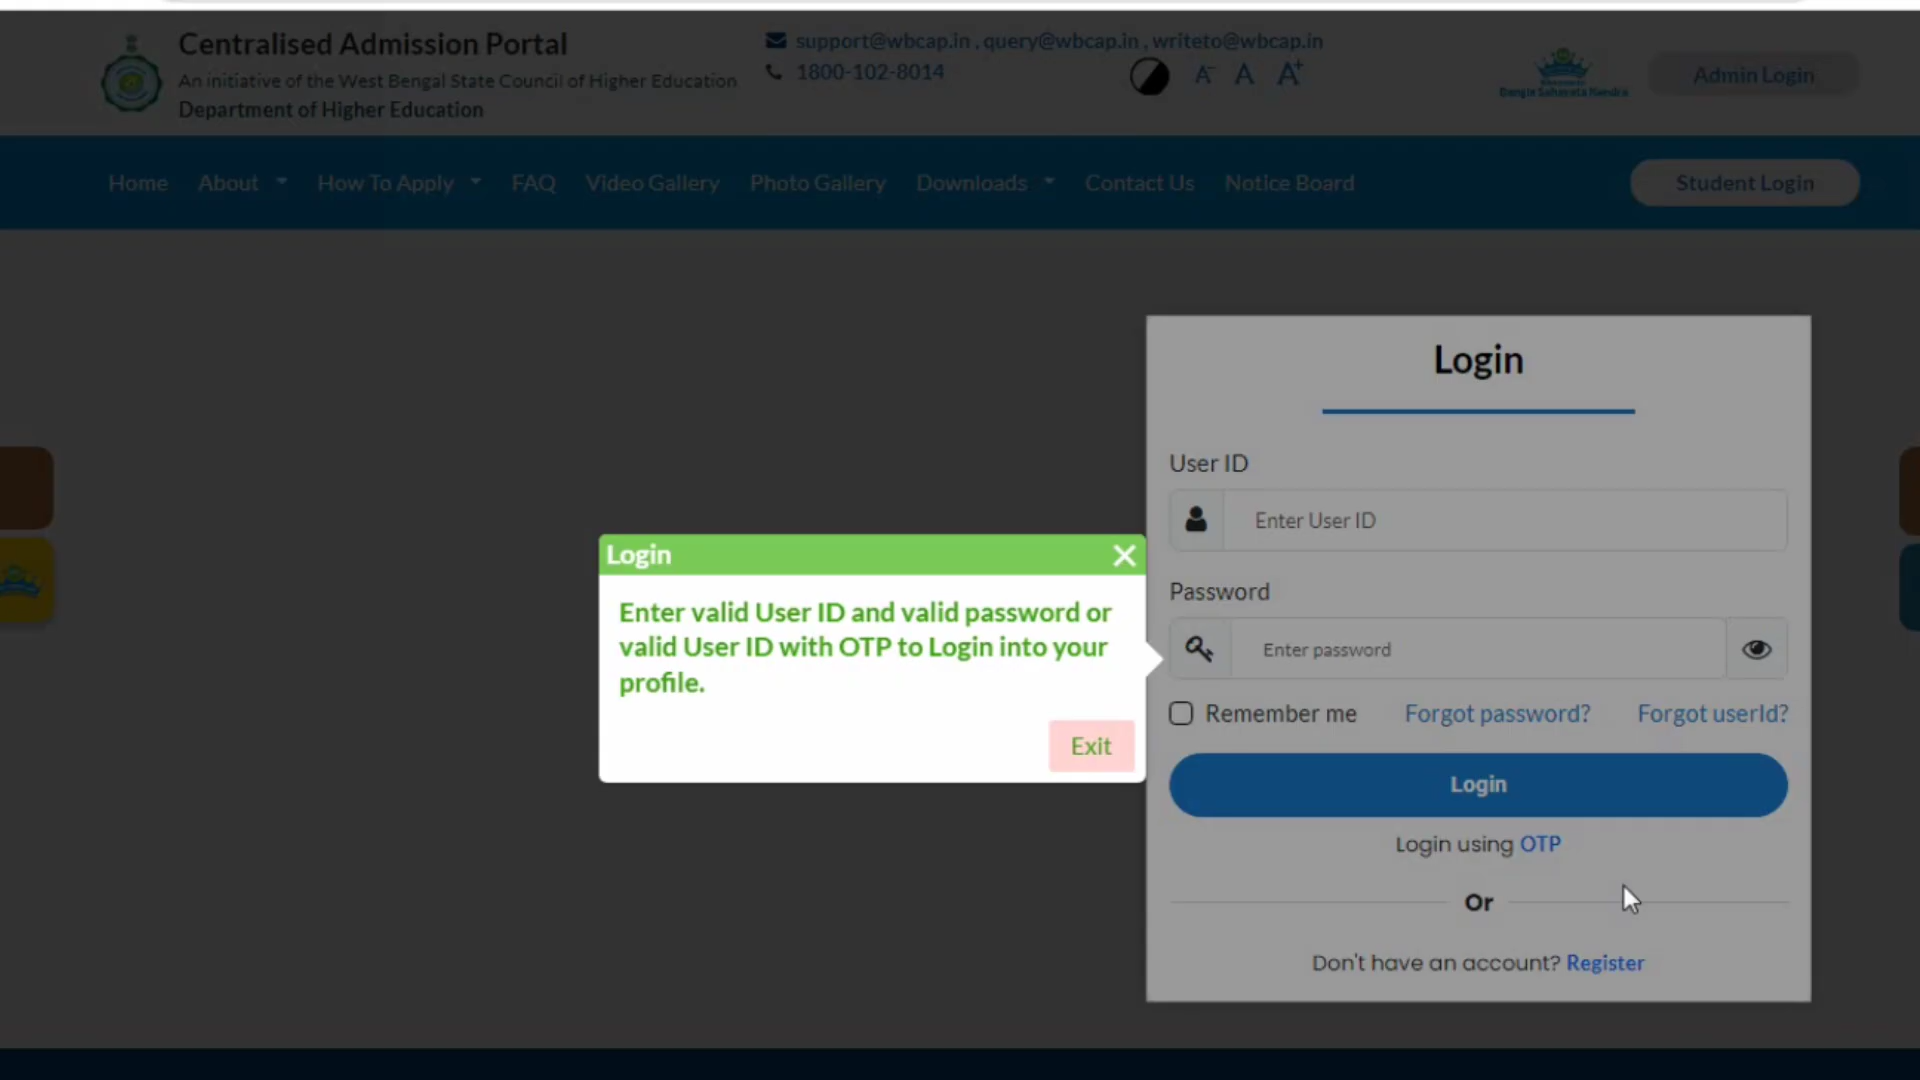 Centralised Admission Portal
An initiative of the West Bengal State Council of Higher Education
Department of Higher Education
support@wbcap.in , query@wbcap.in , writeto@wbcap.in
1800-102-8014
A- A A+
Bangla Sahayata Kendra
Admin Login
Home About How To Apply FAQ Video Gallery Photo Gallery Downloads Contact Us Notice Board
Student Login
Login
User ID
Enter User ID
Password
Enter password
Remember me Forgot password? Forgot userId?
Login
Login using OTP
Or
Don't have an account? Register
Login
Enter valid User ID and valid password or
valid User ID with OTP to Login into your
profile.
Exit